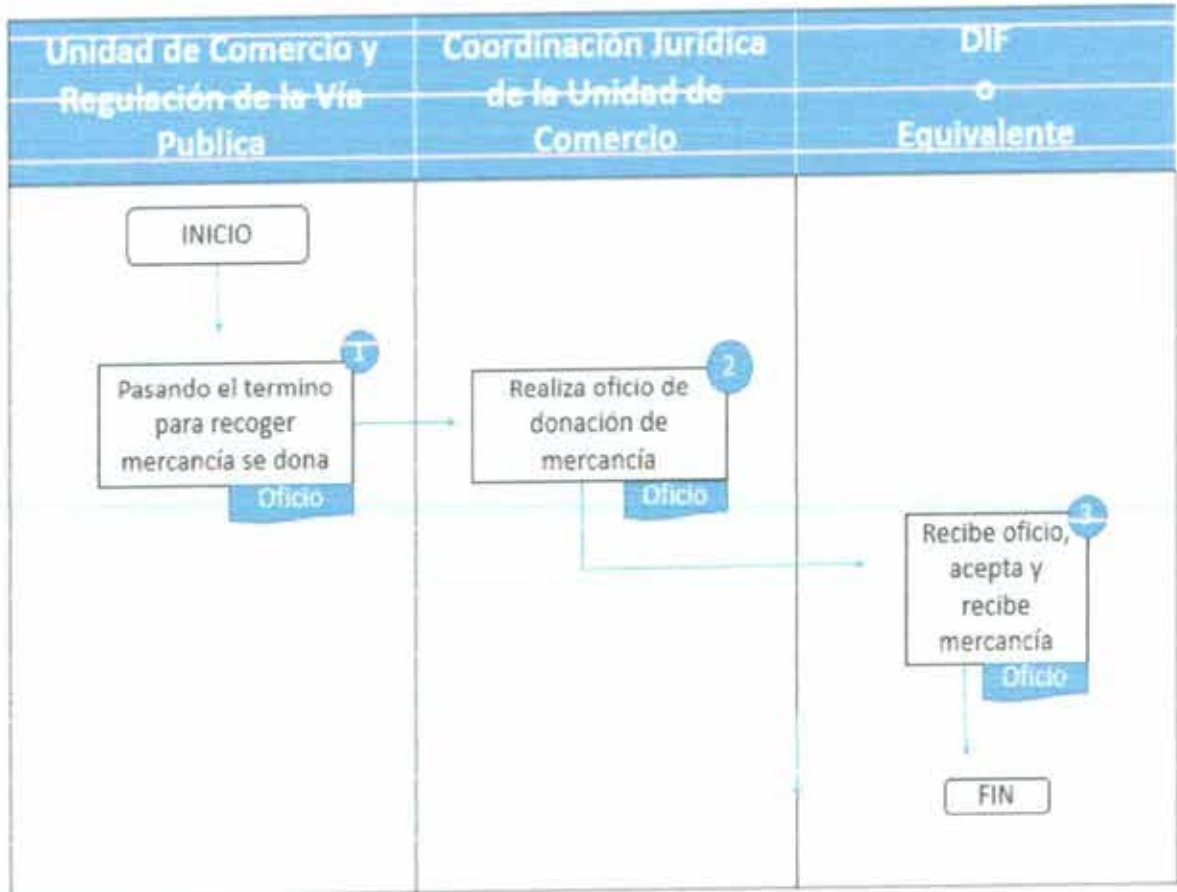 Unidad de Comercio y
Regulación de la Vía
Publica
Coordinación Jurídica
de la Unidad de
Comercio
DIF
o
Equivalente
INICIO
1
Pasando el termino
para recoger
mercancía se dona
Oficio
2
Realiza oficio de
donación de
mercancía
Oficio
3
Recibe oficio,
acepta y
recibe
mercancía
Oficio
FIN